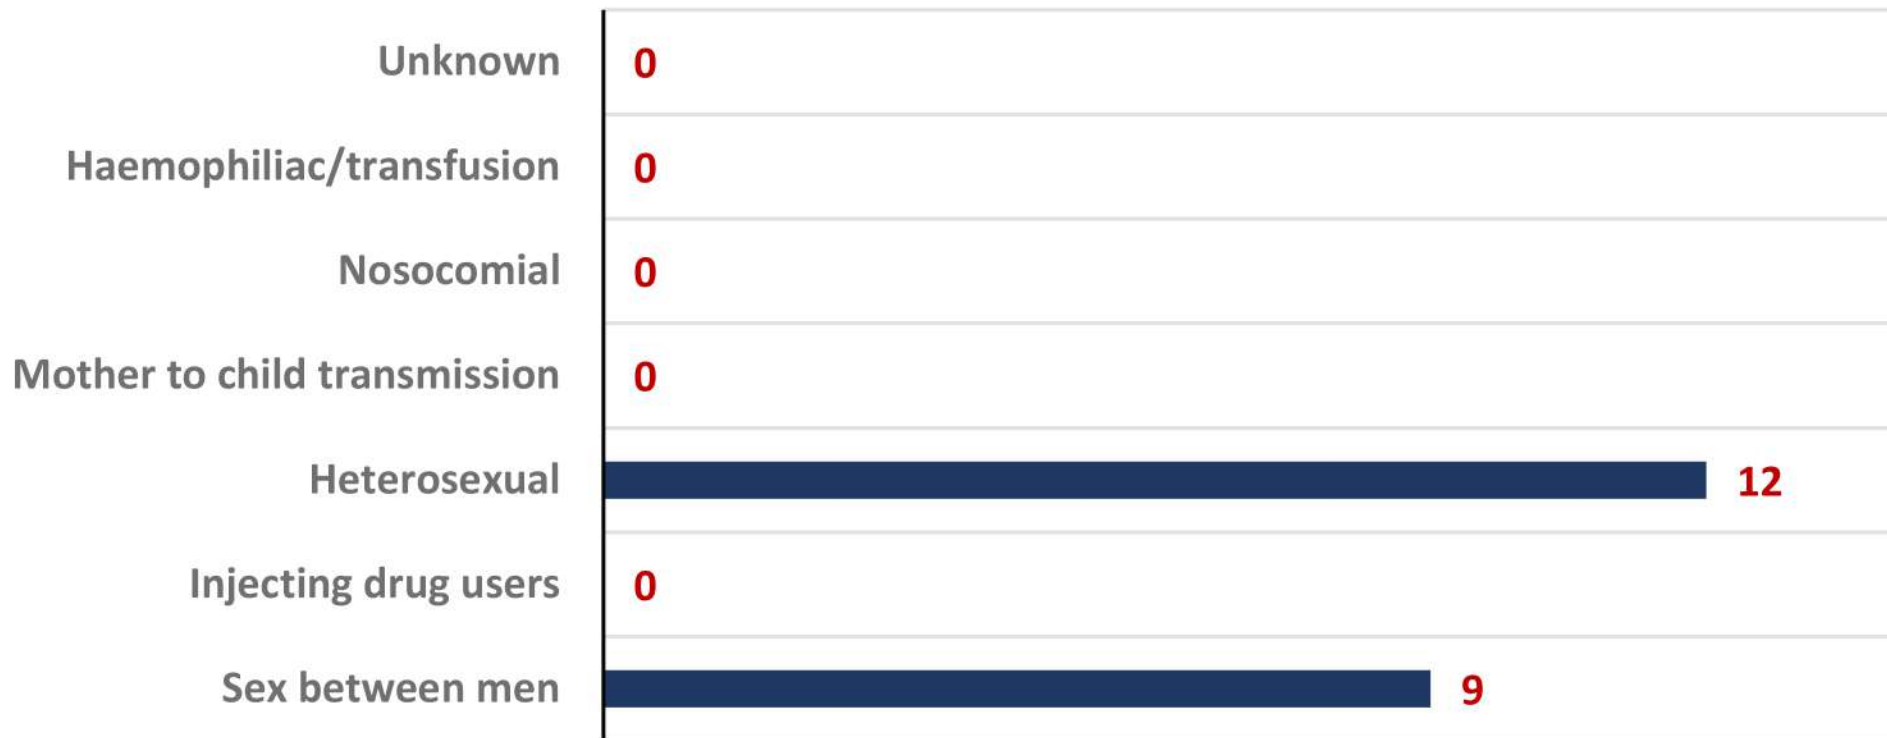 Unknown 0
Haemophiliac/transfusion 0
Nosocomial 0
Mother to child transmission 0
Heterosexual 12
Injecting drug users 0
Sex between men 9